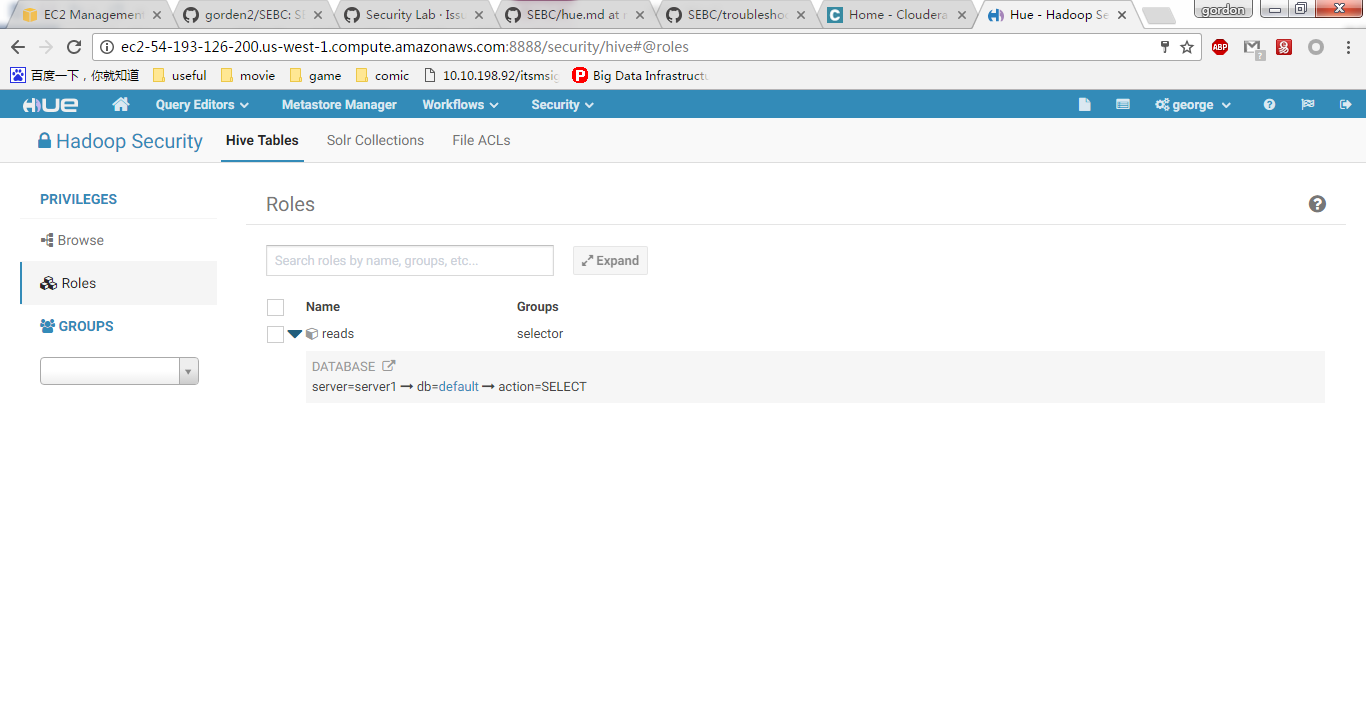 EC2 Management
gorden2/SEBC: S
Security Lab · Issu
SEBC/hue.md at
SEBC/troubleshoo
Home - Cloudera
Hue - Hadoop Se
gordon
ec2-54-193-126-200.us-west-1.compute.amazonaws.com:8888/security/hive#@roles
ABP
百度一下，你就知道
useful
movie
game
comic
10.10.198.92/itsmsig
Big Data Infrastructu
HUE
Query Editors
Metastore Manager
Workflows
Security
george
Hadoop Security
Hive Tables
Solr Collections
File ACLs
PRIVILEGES
Roles
Browse
Search roles by name, groups, etc...
Expand
Roles
Name
Groups
GROUPS
reads
selector
DATABASE
server=server1 → db=default → action=SELECT